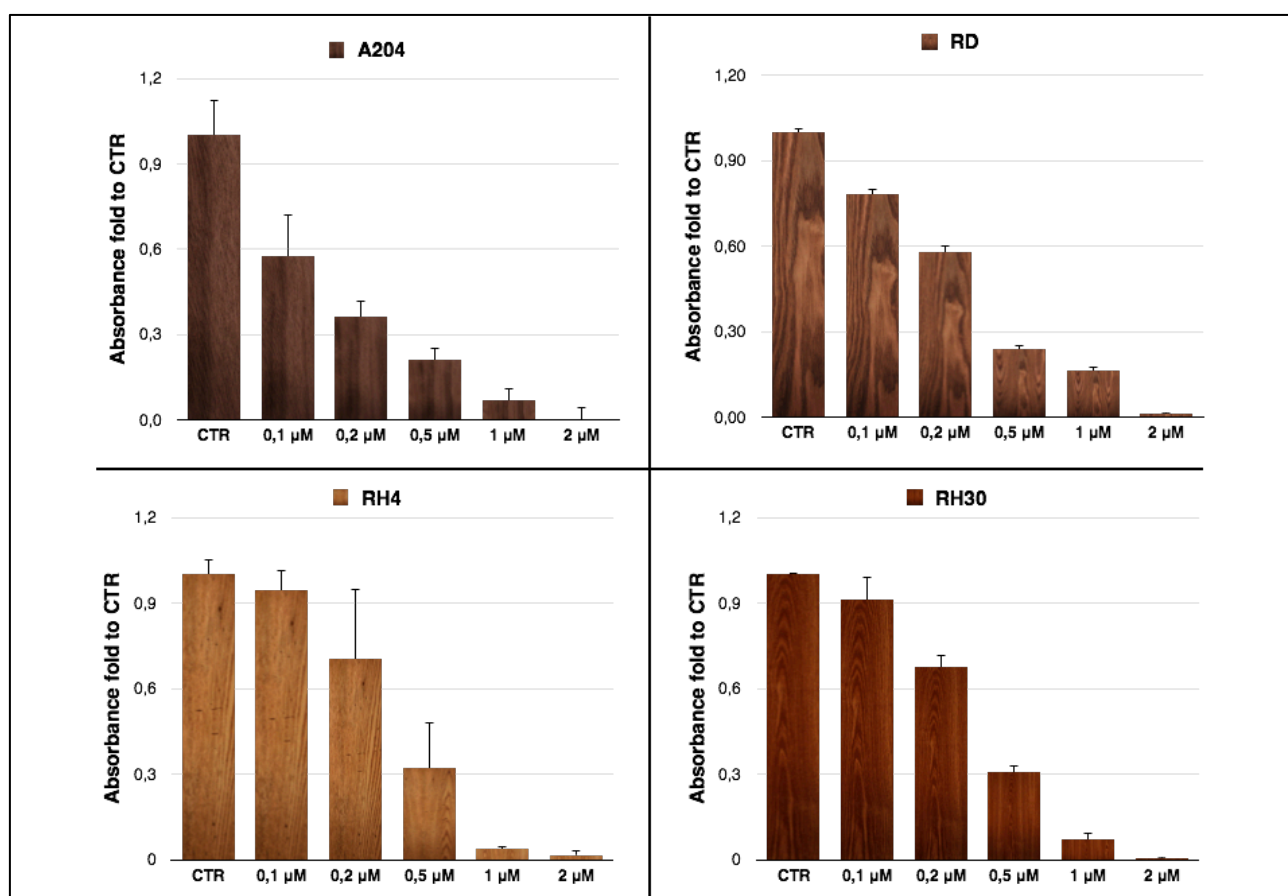 A204
Absorbance fold to CTR
1,2
0,9
0,6
0,3
0,0
CTR 0,1 µM 0,2 µM 0,5 µM 1 µM 2 µM
RD
Absorbance fold to CTR
1,20
0,90
0,60
0,30
0,00
CTR 0,1 µM 0,2 µM 0,5 µM 1 µM 2 µM
RH4
Absorbance fold to CTR
1,2
0,9
0,6
0,3
0
CTR 0,1 µM 0,2 µM 0,5 µM 1 µM 2 µM
RH30
Absorbance fold to CTR
1,2
0,9
0,6
0,3
0
CTR 0,1 µM 0,2 µM 0,5 µM 1 µM 2 µM